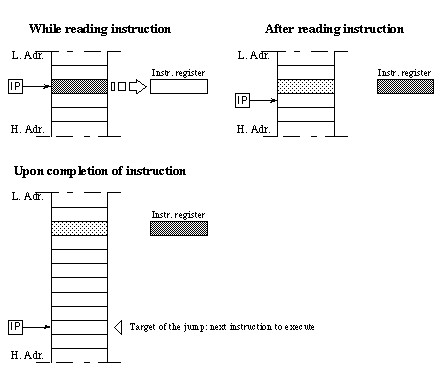 While reading instruction
After reading instruction
L. Adr.
Instr. register
IP
H. Adr.
L. Adr.
Instr. register
IP
H. Adr.
Upon completion of instruction
L. Adr.
Instr. register
IP
Target of the jump: next instruction to execute
H. Adr.